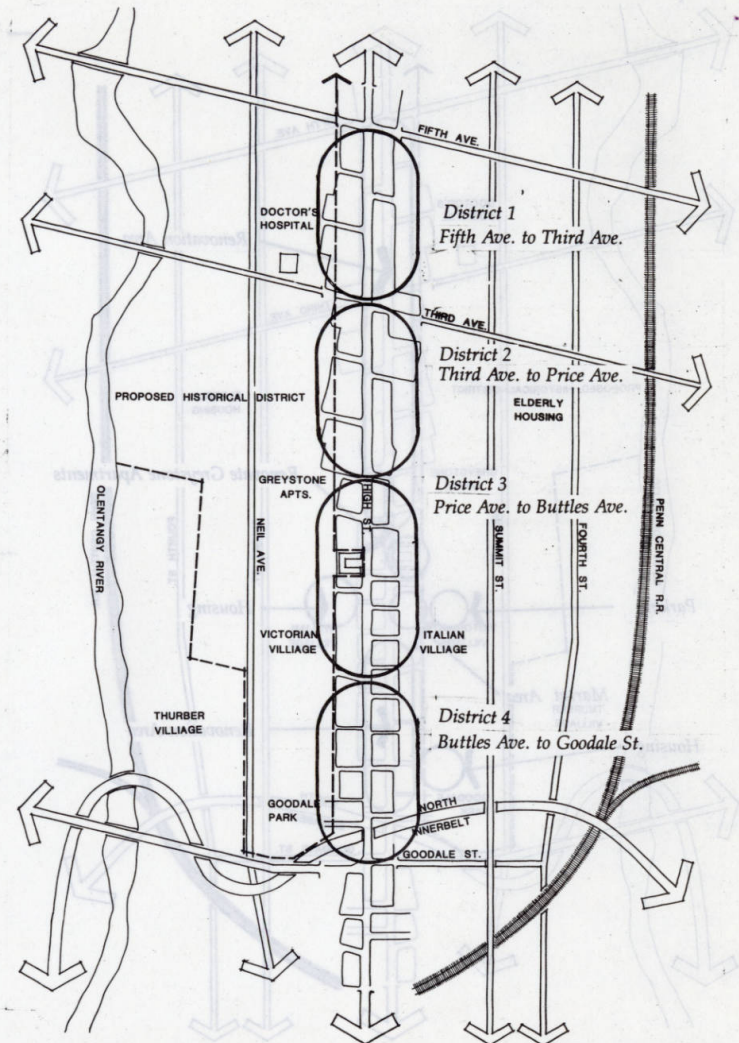 FIFTH AVE.
DOCTOR'S
HOSPITAL
District 1
Fifth Ave. to Third Ave.
THIRD AVE.
District 2
Third Ave. to Price Ave.
PROPOSED HISTORICAL DISTRICT
ELDERLY
HOUSING
GREYSTONE
APTS.
HIGH ST.
District 3
Price Ave. to Buttles Ave.
OLENTANGY RIVER
NEIL AVE.
SUMMIT ST.
FOURTH ST.
PENN CENTRAL R.R.
VICTORIAN
VILLIAGE
ITALIAN
VILLIAGE
THURBER
VILLIAGE
District 4
Buttles Ave. to Goodale St.
GOODALE
PARK
NORTH
INNERBELT
GOODALE ST.